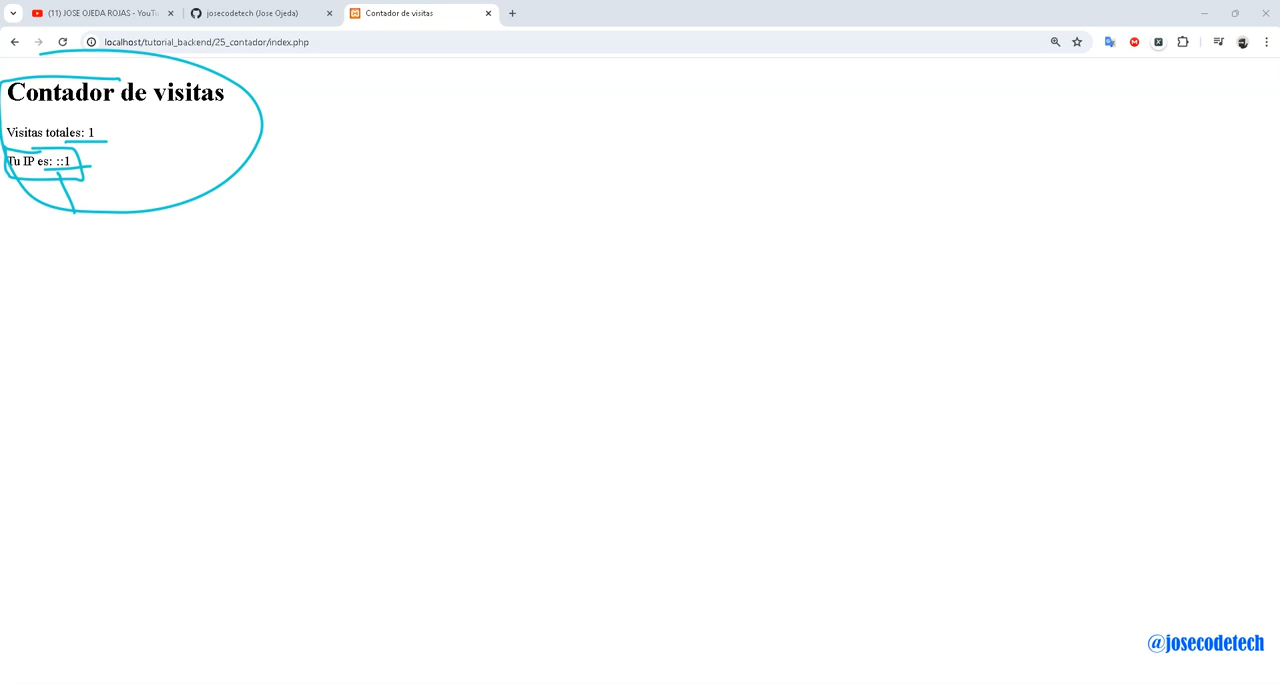 (11) JOSE OJEDA ROJAS - YouTu
josecodetech (Jose Ojeda)
Contador de visitas
localhost/tutorial_backend/25_contador/index.php
Contador de visitas
Visitas totales: 1
Tu IP es: ::1
@josecodetech